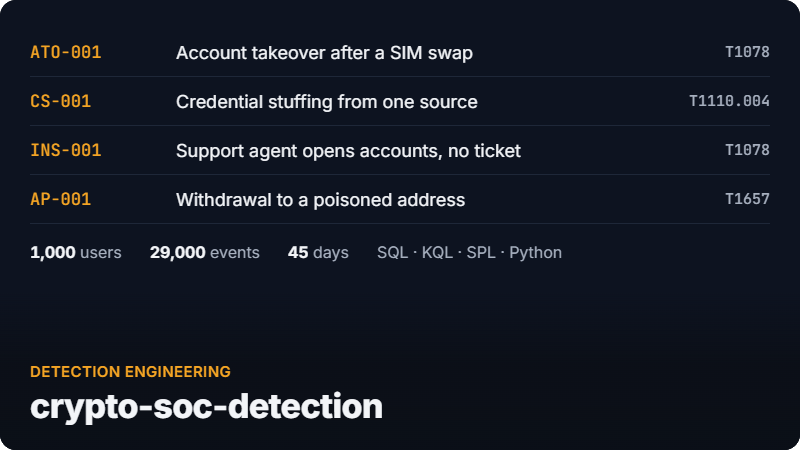 ATO-001 Account takeover after a SIM swap T1078
CS-001 Credential stuffing from one source T1110.004
INS-001 Support agent opens accounts, no ticket T1078
AP-001 Withdrawal to a poisoned address T1657
1,000 users 29,000 events 45 days SQL · KQL · SPL · Python
DETECTION ENGINEERING
crypto-soc-detection